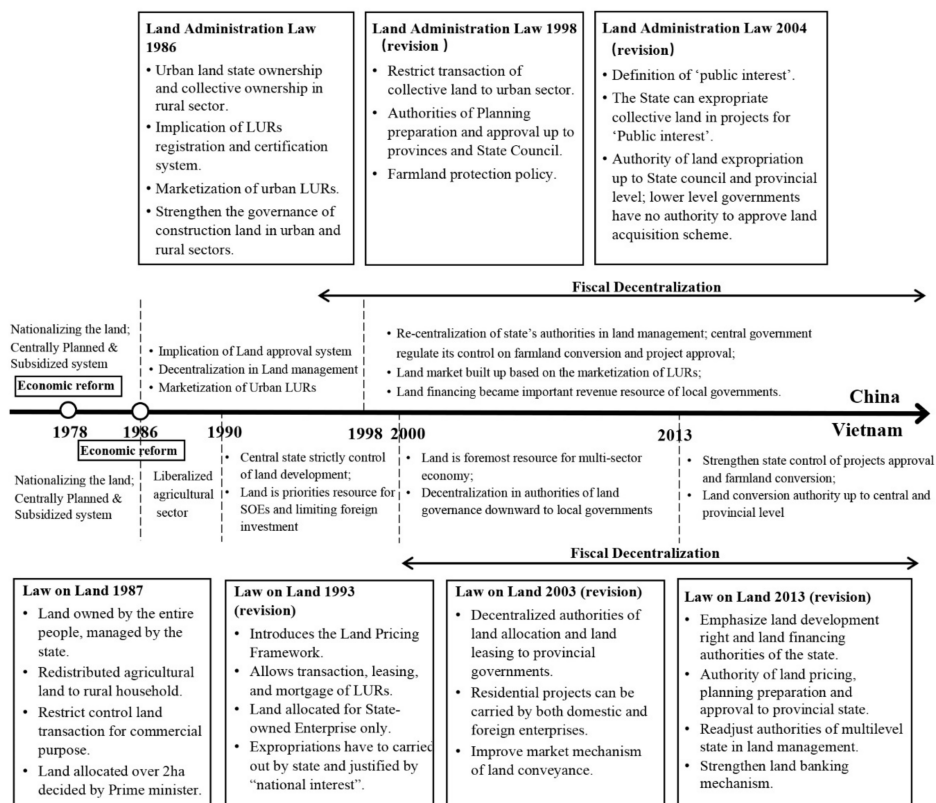 Land Administration Law
1986
• Urban land state ownership
and collective ownership in
rural sector.
• Implication of LURs
registration and certification
system.
• Marketization of urban LURs.
• Strengthen the governance of
construction land in urban and
rural sectors.
Land Administration Law 1998
(revision )
• Restrict transaction of
collective land to urban sector.
• Authorities of Planning
preparation and approval up to
provinces and State Council.
• Farmland protection policy.
Land Administration Law 2004
(revision)
• Definition of ‘public interest’.
• The State can expropriate
collective land in projects for
‘Public interest’.
• Authority of land expropriation
up to State council and provincial
level; lower level governments
have no authority to approve land
acquisition scheme.
Fiscal Decentralization
Nationalizing the land;
Centrally Planned &
Subsidized system
Economic reform
• Implication of Land approval system
• Decentralization in Land management
• Marketization of Urban LURs
• Re-centralization of state’s authorities in land management; central government
regulate its control on farmland conversion and project approval;
• Land market built up based on the marketization of LURs;
• Land financing became important revenue resource of local governments.
China
1978 1986 1990 1998 2000 2013 Vietnam
Economic reform
Nationalizing the land;
Centrally Planned &
Subsidized system
Liberalized
agricultural
sector
• Central state strictly control
of land development;
• Land is priorities resource for
SOEs and limiting foreign
investment
• Land is foremost resource for multi-sector
economy;
• Decentralization in authorities of land
governance downward to local governments
• Strengthen state control of projects approval
and farmland conversion;
• Land conversion authority up to central and
provincial level
Fiscal Decentralization
Law on Land 1987
• Land owned by the entire
people, managed by the
state.
• Redistributed agricultural
land to rural household.
• Restrict control land
transaction for commercial
purpose.
• Land allocated over 2ha
decided by Prime minister.
Law on Land 1993
(revision)
• Introduces the Land Pricing
Framework.
• Allows transaction, leasing,
and mortgage of LURs.
• Land allocated for State-
owned Enterprise only.
• Expropriations have to carried
out by state and justified by
“national interest”.
Law on Land 2003 (revision)
• Decentralized authorities of
land allocation and land
leasing to provincial
governments.
• Residential projects can be
carried by both domestic and
foreign enterprises.
• Improve market mechanism
of land conveyance.
Law on Land 2013 (revision)
• Emphasize land development
right and land financing
authorities of the state.
• Authority of land pricing,
planning preparation and
approval to provincial state.
• Readjust authorities of multilevel
state in land management.
• Strengthen land banking
mechanism.